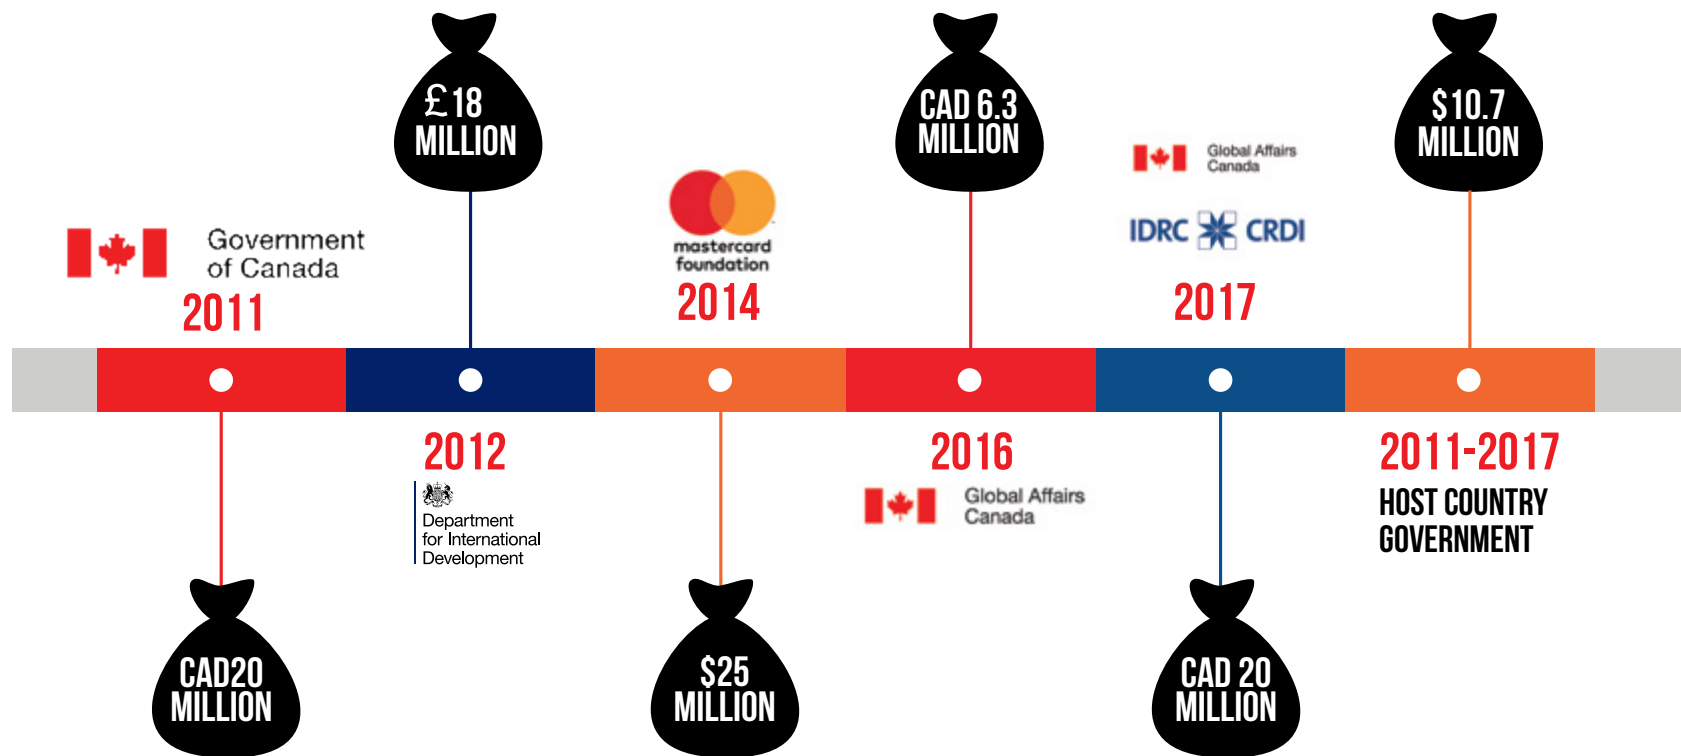 £18
MILLION
CAD 6.3
MILLION
$10.7
MILLION
Government
of Canada
2011
mastercard
foundation
2014
Global Affairs
Canada
IDRC CRDI
2017
2012
Department
for International
Development
2016
Global Affairs
Canada
2011-2017
HOST COUNTRY
GOVERNMENT
CAD20
MILLION
$25
MILLION
CAD 20
MILLION